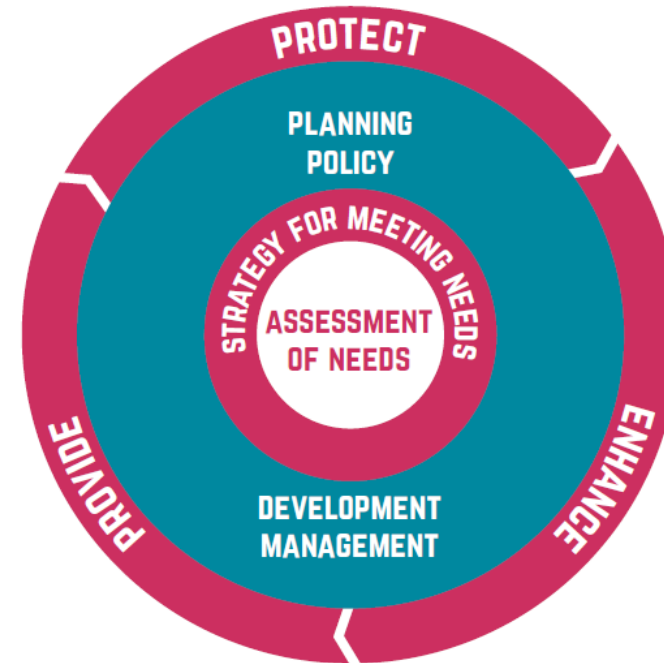 PROTECT
PLANNING
POLICY
STRATEGY FOR MEETING NEEDS
ASSESSMENT
OF NEEDS
PROVIDE
ENHANCE
DEVELOPMENT
MANAGEMENT